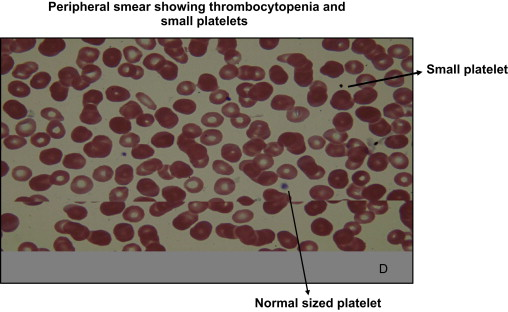 Peripheral smear showing thrombocytopenia and
small platelets
Small platelet
D
Normal sized platelet